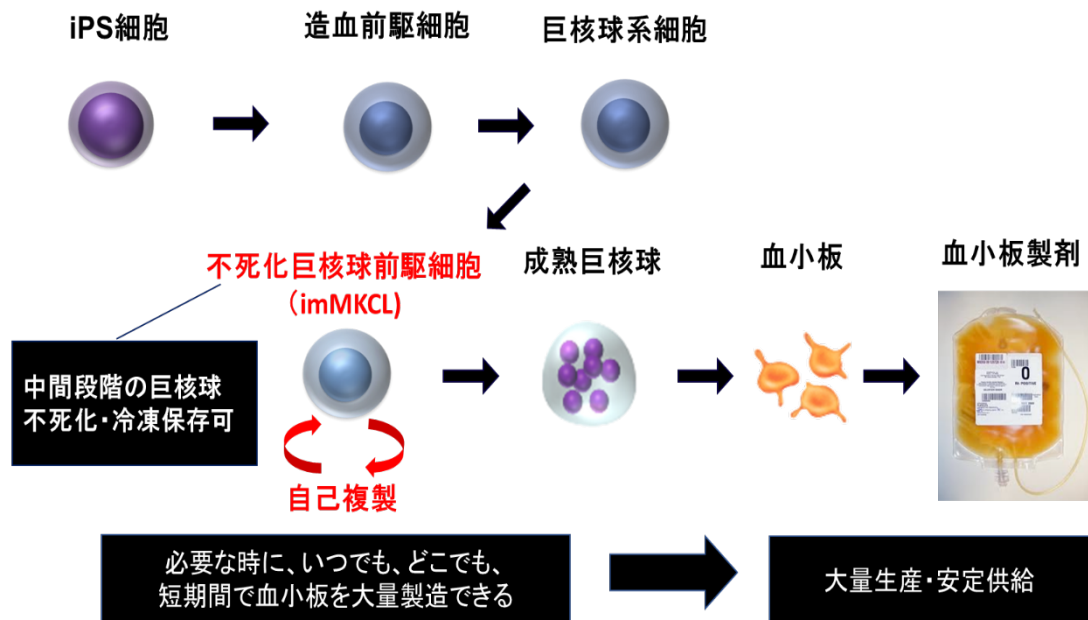 iPS細胞
造血前駆細胞
巨核球系細胞
不死化巨核球前駆細胞
（imMKCL)
成熟巨核球
血小板
血小板製剤
中間段階の巨核球
不死化・冷凍保存可
自己複製
O
Rh POSITIVE
必要な時に、いつでも、どこでも、
短期間で血小板を大量製造できる
大量生産・安定供給